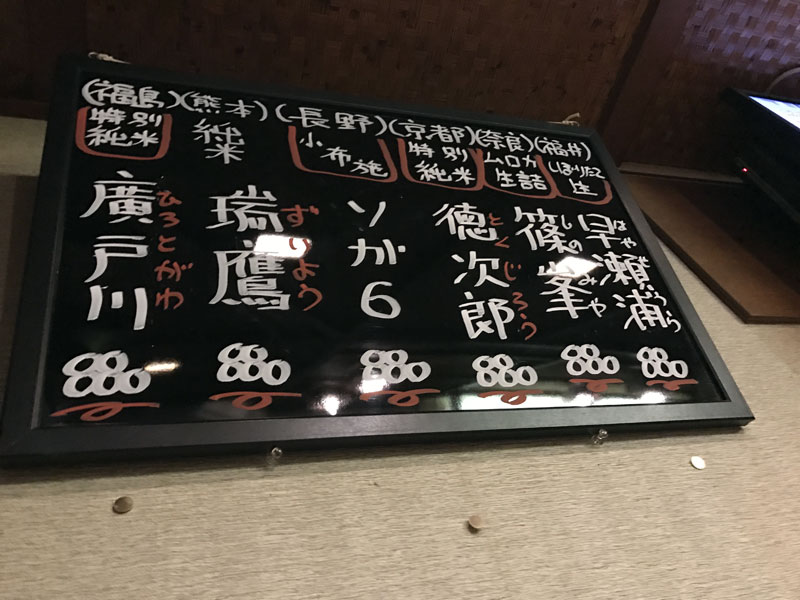 (福井)
しぼりたて
生
早瀬浦
はやせうら
880
(奈良)
ムロカ
生詰
篠峯
しのみや
880
(京都)
特別
純米
徳次郎
とくじろう
880
(長野)
小布施
ソが6
880
(熊本)
純米
瑞鷹
ずいよう
880
(福島)
特別
純米
廣戸川
ひろとがわ
880